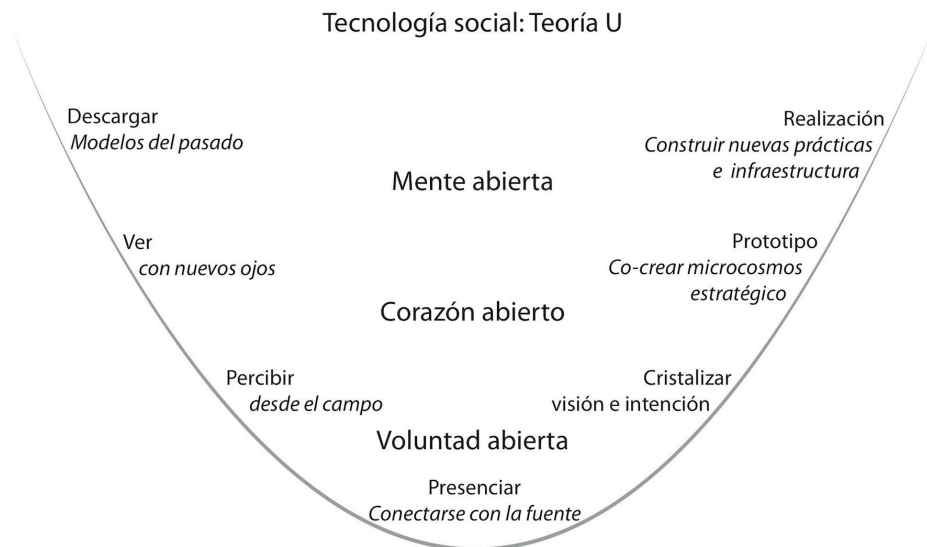 Tecnología social: Teoría U
Descargar
Modelos del pasado
Realización
Construir nuevas prácticas
e infraestructura
Mente abierta
Ver
con nuevos ojos
Prototipo
Co-crear microcosmos
estratégico
Corazón abierto
Percibir
desde el campo
Cristalizar
visión e intención
Voluntad abierta
Presenciar
Conectarse con la fuente